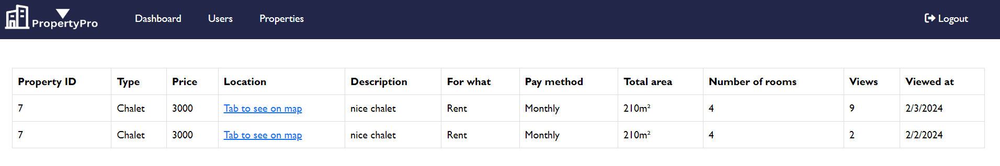 PropertyPro Dashboard Users Properties Logout
Property ID Type Price Location Description For what Pay method Total area Number of rooms Views Viewed at
7 Chalet 3000 Tab to see on map nice chalet Rent Monthly 210m² 4 9 2/3/2024
7 Chalet 3000 Tab to see on map nice chalet Rent Monthly 210m² 4 2 2/2/2024